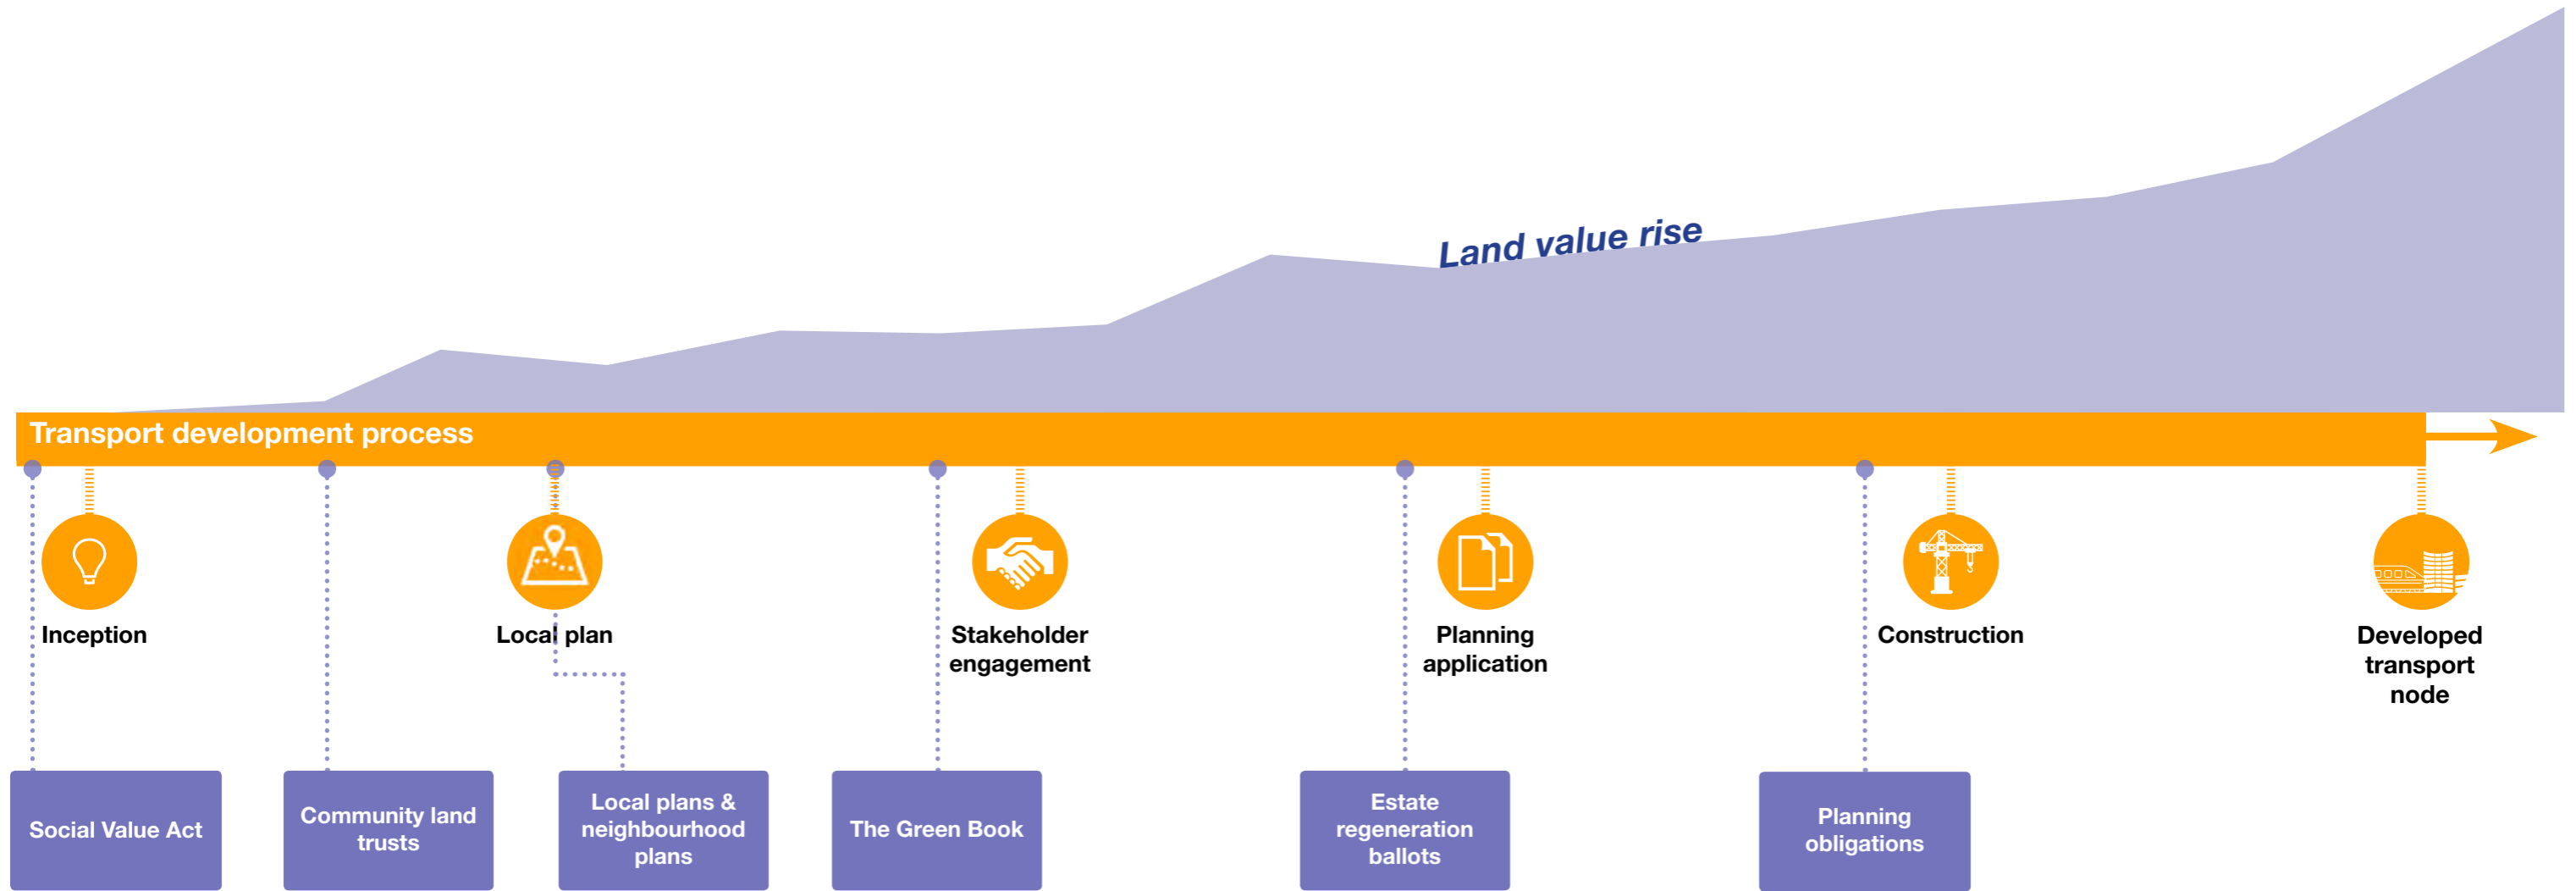 Land value rise
Transport development process
Inception
Local plan
Stakeholder
engagement
Planning
application
Construction
Developed
transport
node
Social Value Act
Community land
trusts
Local plans &
neighbourhood
plans
The Green Book
Estate
regeneration
ballots
Planning
obligations